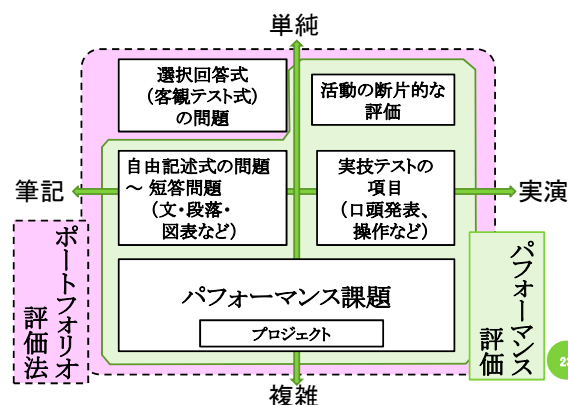 単純
選択回答式
(客観テスト式)
の問題
活動の断片的な
評価
筆記
自由記述式の問題
～ 短答問題
(文・段落・
図表など)
実技テストの
項目
(口頭発表、
操作など)
実演
ポートフォリオ
評価法
パフォーマンス課題
プロジェクト
パフォーマンス
評価
複雑
23